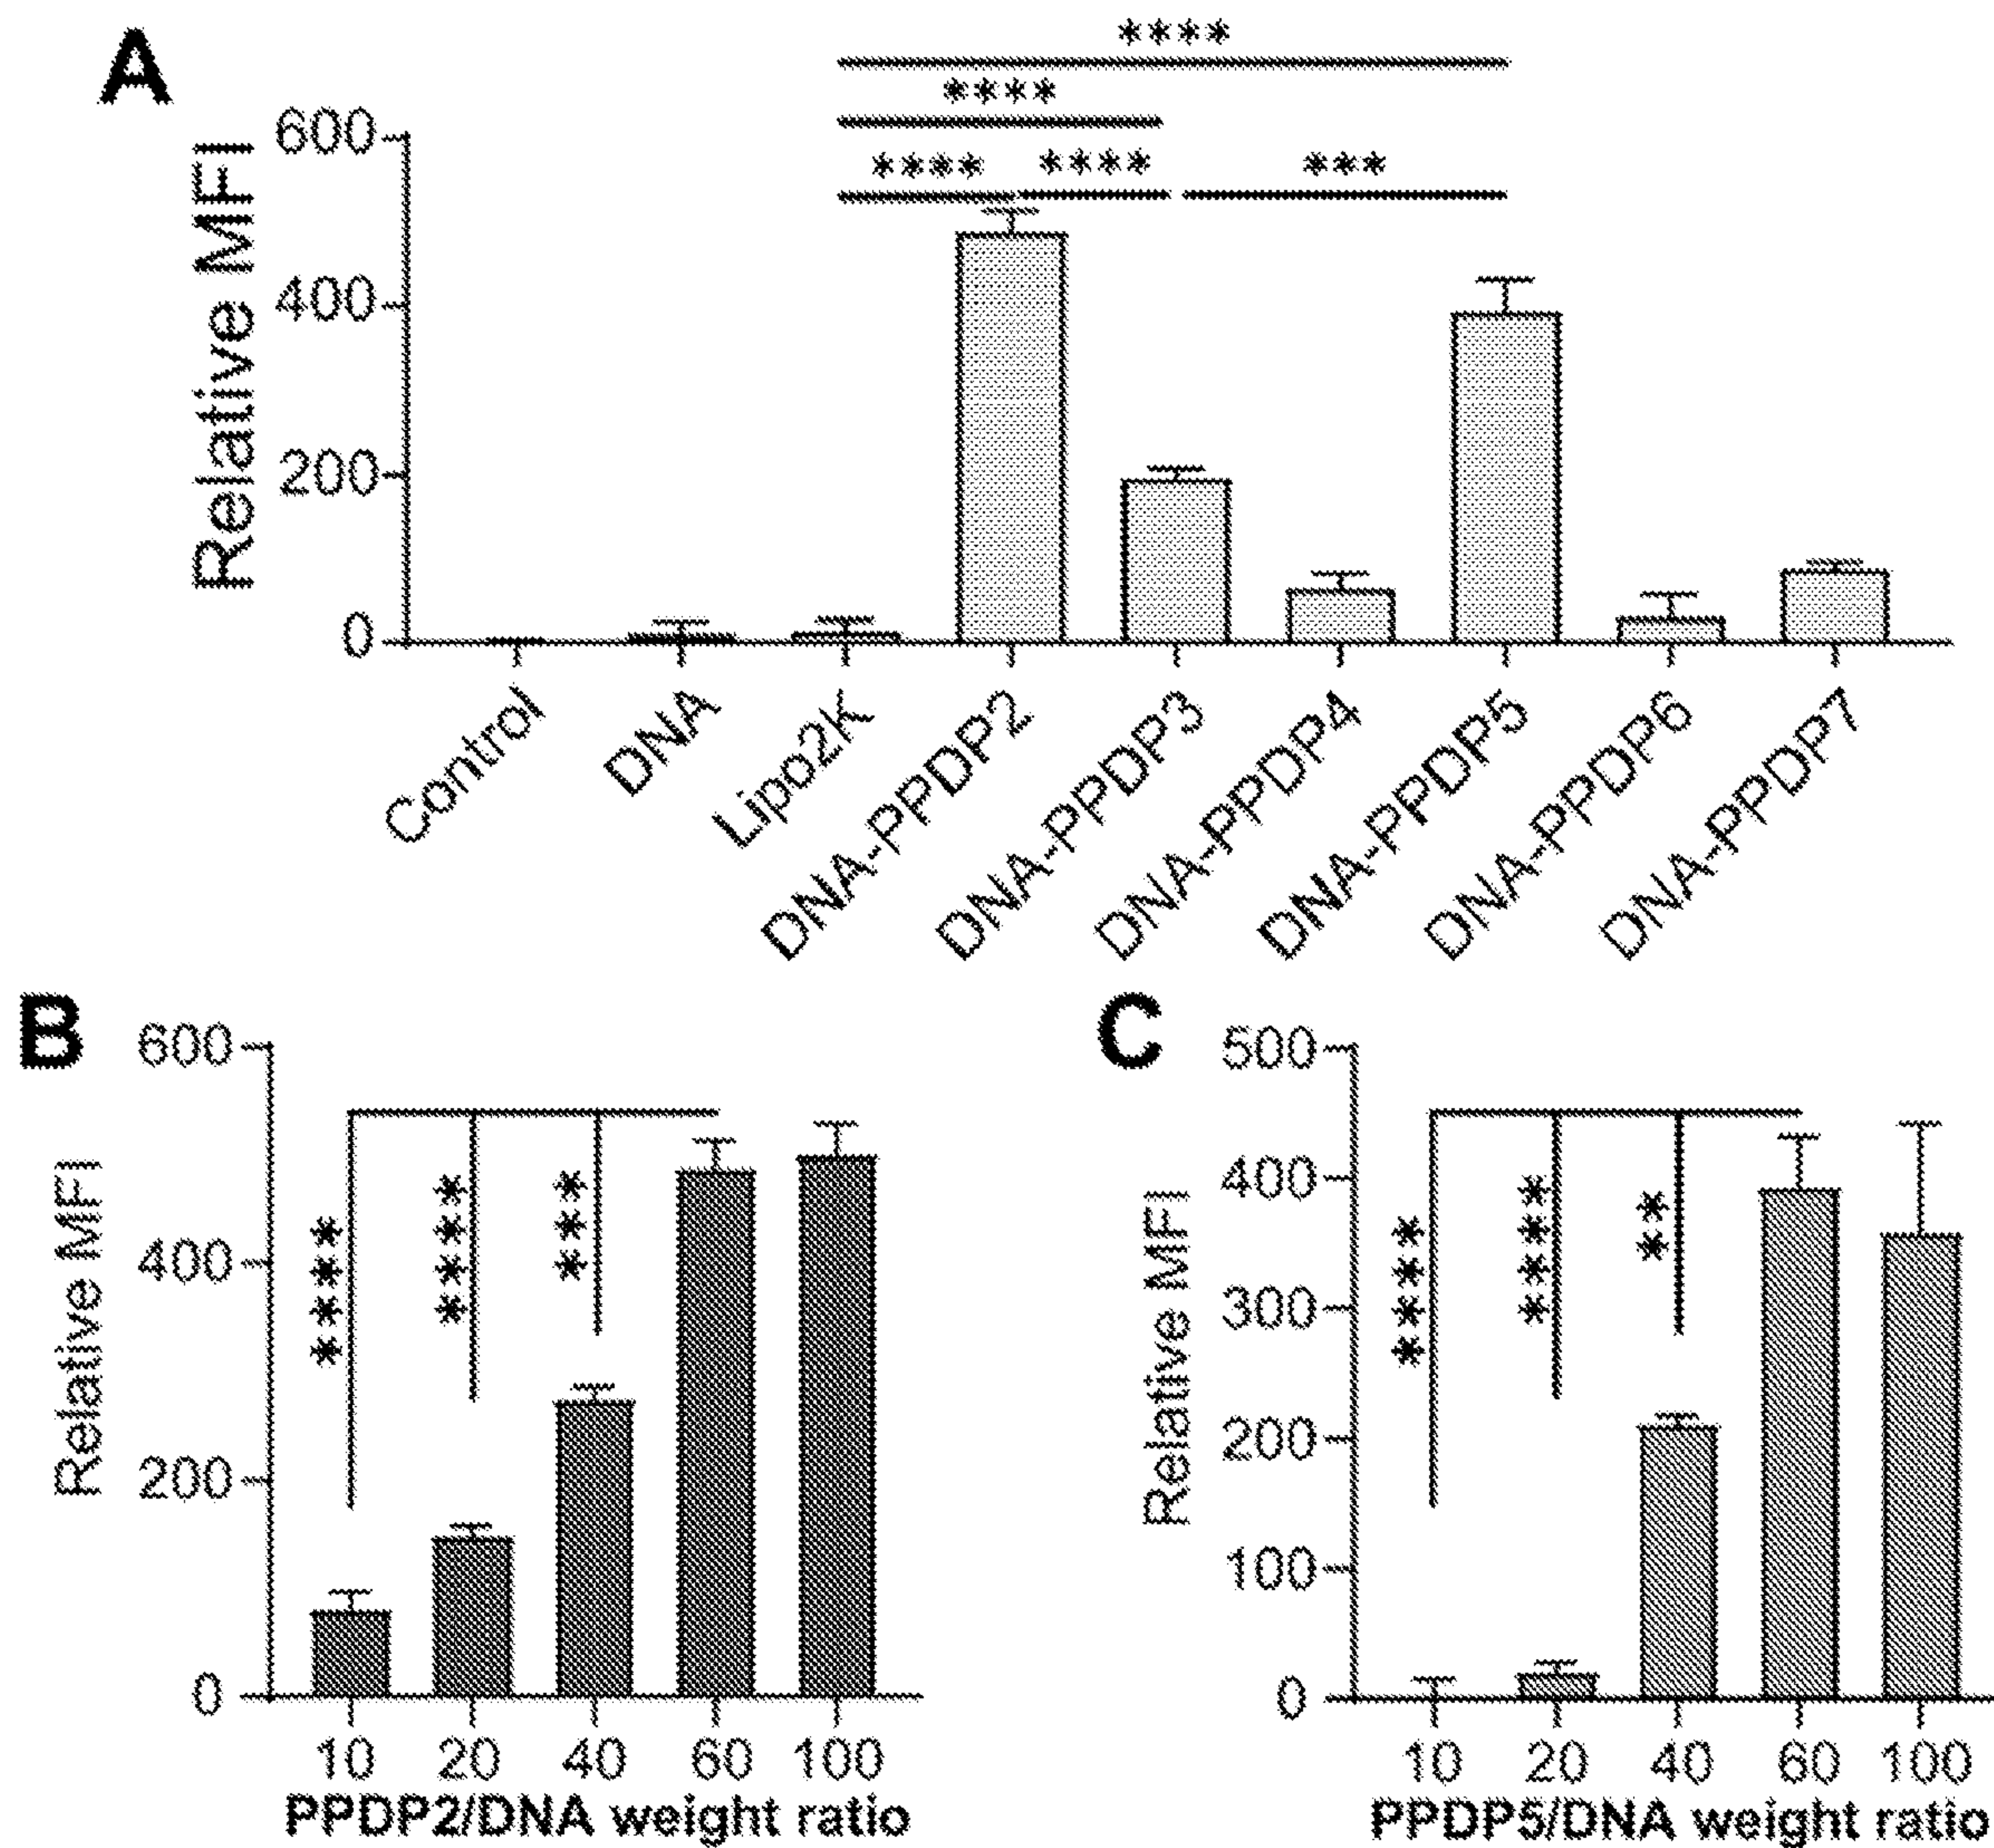 A
****
****
**** **** ***
Relative MFI
600
400
200
0
Control
DNA
Lipo2K
DNA-PPDP2
DNA-PPDP3
DNA-PPDP4
DNA-PPDP5
DNA-PPDP6
DNA-PPDP7
B
Relative MFI
600
400
200
0
****
****
***
10 20 40 60 100
PPDP2/DNA weight ratio
C
Relative MFI
500
400
300
200
100
0
****
****
**
10 20 40 60 100
PPDP5/DNA weight ratio